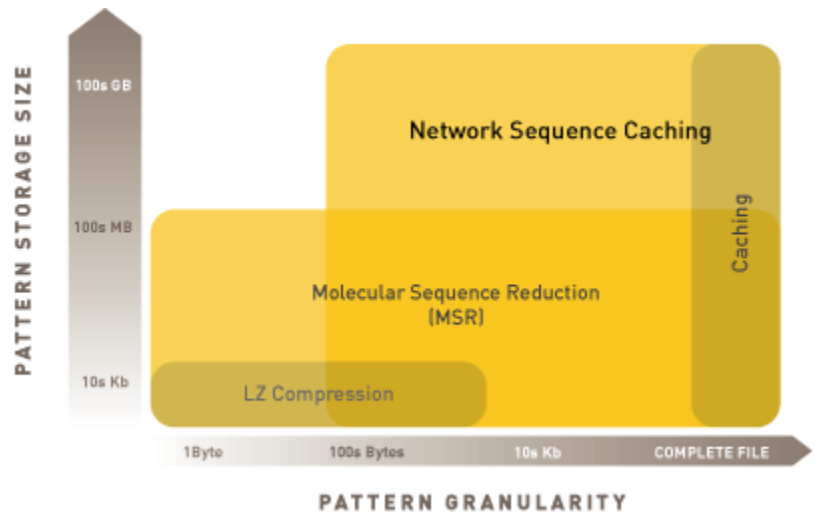 PATTERN STORAGE SIZE
100s GB
100s MB
10s Kb
Network Sequence Caching
Caching
Molecular Sequence Reduction
(MSR)
LZ Compression
1Byte
100s Bytes
10s Kb
COMPLETE FILE
PATTERN GRANULARITY